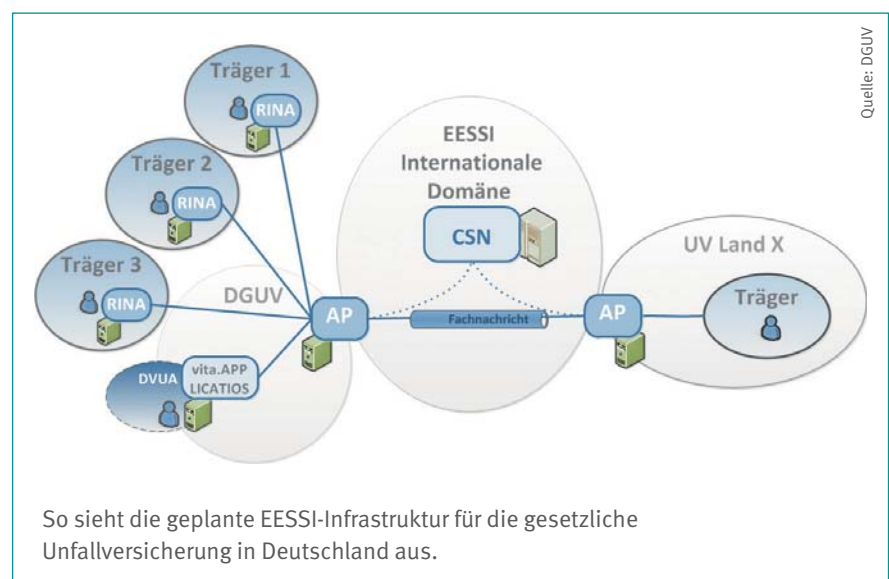 Quelle: DGUV
Träger 1
RINA
Träger 2
RINA
Träger 3
RINA
DGUV
DVUA
vita.APP
LICATIOS
AP
EESSI
Internationale
Domäne
CSN
Fachnachricht
AP
UV Land X
Träger
So sieht die geplante EESSI-Infrastruktur für die gesetzliche
Unfallversicherung in Deutschland aus.